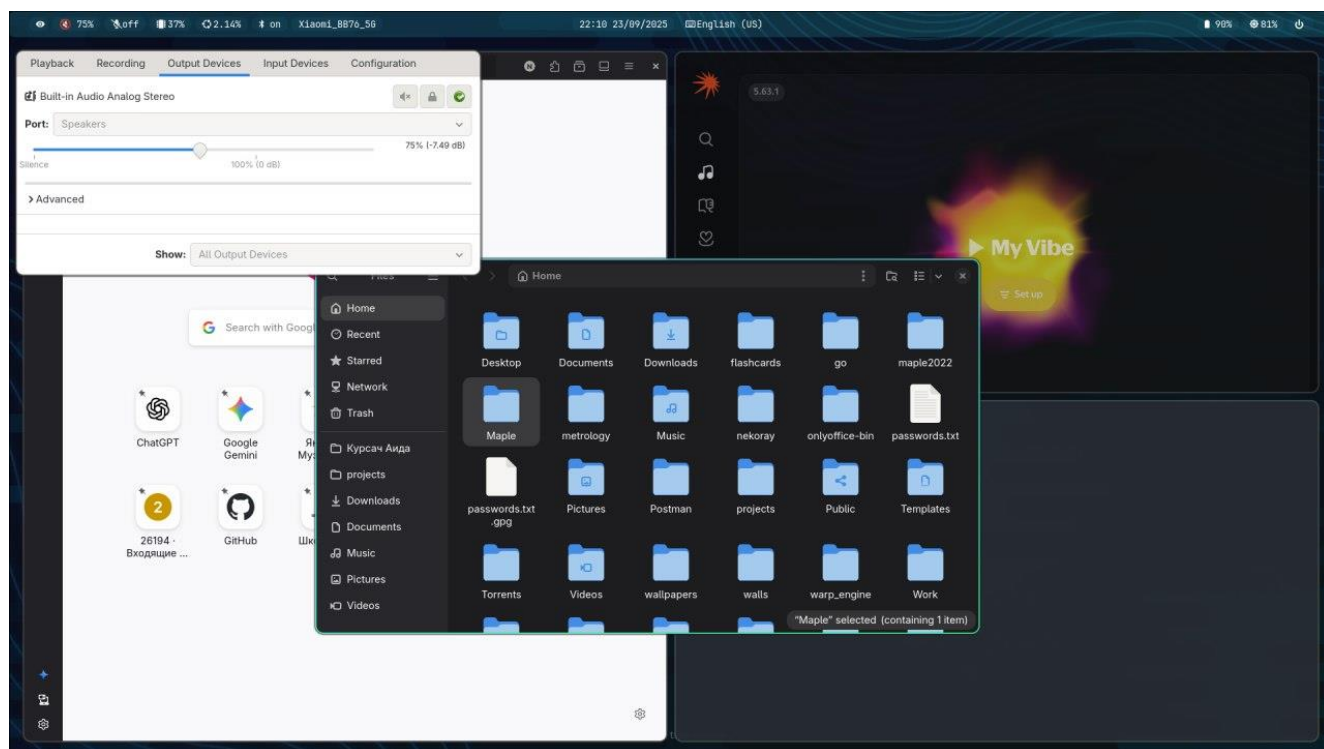 75% off 37% 2.14% on Xiaomi_BB76_5G
22:10 23/09/2025 English (US)
90% 81%
Playback Recording Output Devices Input Devices Configuration
Built-in Audio Analog Stereo
Port: Speakers
75% (-7.49 dB)
Silence 100% (0 dB)
Advanced
Show: All Output Devices
5.63.1
My Vibe
Set up
Search with Googl
ChatGPT
Google
Gemini
26194 ·
Входящие ...
GitHub
Files
Home
Home
Recent
Starred
Network
Trash
Курсач Аида
projects
Downloads
Documents
Music
Pictures
Videos
Desktop Documents Downloads flashcards go maple2022
Maple metrology Music nekoray onlyoffice-bin passwords.txt
passwords.txt
.gpg
Pictures Postman projects Public Templates
Torrents Videos wallpapers walls warp_engine Work
"Maple" selected (containing 1 item)